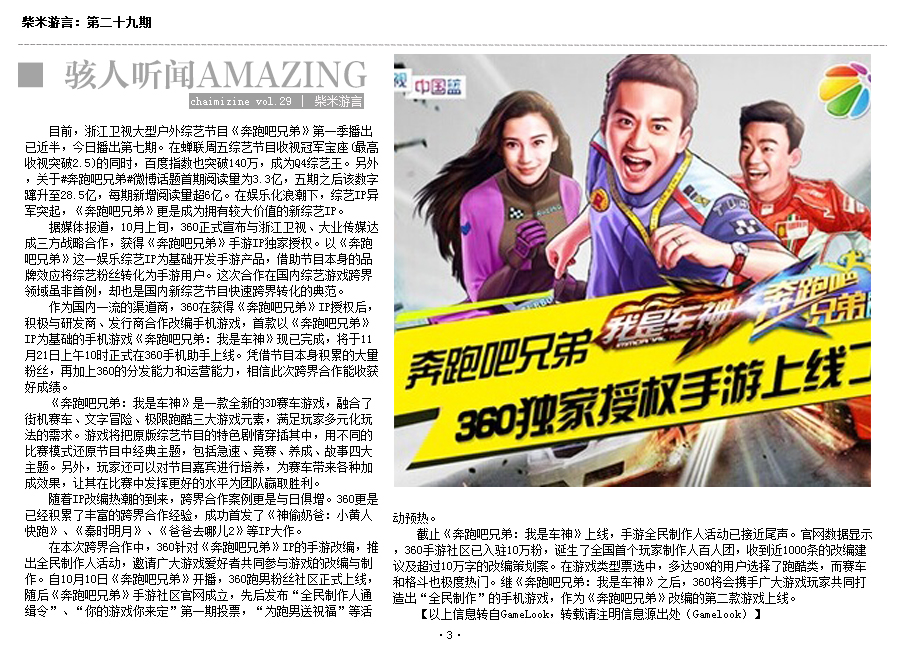 柴米游言：第二十九期
骇人听闻AMAZING
chaimizine vol.29 | 柴米游言
目前，浙江卫视大型户外综艺节目《奔跑吧兄弟》第一季播出
已近半，今日播出第七期。在蝉联周五综艺节目收视冠军宝座(最高
收视突破2.5)的同时，百度指数也突破140万，成为Q4综艺王。另外
，关于#奔跑吧兄弟#微博话题首期阅读量为3.3亿，五期之后该数字
蹿升至28.5亿，每期新增阅读量超6亿。在娱乐化浪潮下，综艺IP异
军突起，《奔跑吧兄弟》更是成为拥有较大价值的新综艺IP。
据媒体报道，10月上旬，360正式宣布与浙江卫视、大业传媒达
成三方战略合作，获得《奔跑吧兄弟》手游IP独家授权。以《奔跑
吧兄弟》这一娱乐综艺IP为基础开发手游产品，借助节目本身的品
牌效应将综艺粉丝转化为手游用户。这次合作在国内综艺游戏跨界
领域虽非首例，却也是国内新综艺节目快速跨界转化的典范。
作为国内一流的渠道商，360在获得《奔跑吧兄弟》IP授权后，
积极与研发商、发行商合作改编手机游戏，首款以《奔跑吧兄弟》
IP为基础的手机游戏《奔跑吧兄弟：我是车神》现已完成，将于11
月21日上午10时正式在360手机助手上线。凭借节目本身积累的大量
粉丝，再加上360的分发能力和运营能力，相信此次跨界合作能收获
好成绩。
《奔跑吧兄弟：我是车神》是一款全新的3D赛车游戏，融合了
街机赛车、文字冒险、极限跑酷三大游戏元素，满足玩家多元化玩
法的需求。游戏将把原版综艺节目的特色剧情穿插其中，用不同的
比赛模式还原节目中经典主题，包括急速、竞赛、养成、故事四大
主题。另外，玩家还可以对节目嘉宾进行培养，为赛车带来各种加
成效果，让其在比赛中发挥更好的水平为团队赢取胜利。
随着IP改编热潮的到来，跨界合作案例更是与日俱增。360更是
已经积累了丰富的跨界合作经验，成功首发了《神偷奶爸：小黄人
快跑》、《秦时明月》、《爸爸去哪儿2》等IP大作。
在本次跨界合作中，360针对《奔跑吧兄弟》IP的手游改编，推
出全民制作人活动，邀请广大游戏爱好者共同参与游戏的改编与制
作。自10月10日《奔跑吧兄弟》开播，360跑男粉丝社区正式上线，
随后《奔跑吧兄弟》手游社区官网成立，先后发布“全民制作人通
缉令”、“你的游戏你来定”第一期投票，“为跑男送祝福”等活
视 中国蓝
我是车神
奔跑吧
兄弟
奔跑吧兄弟
360独家授权手游上线
动预热。
截止《奔跑吧兄弟：我是车神》上线，手游全民制作人活动已接近尾声。官网数据显示
，360手游社区已入驻10万粉，诞生了全国首个玩家制作人百人团，收到近1000条的改编建
议及超过10万字的改编策划案。在游戏类型票选中，多达90%的用户选择了跑酷类，而赛车
和格斗也极度热门。继《奔跑吧兄弟：我是车神》之后，360将会携手广大游戏玩家共同打
造出“全民制作”的手机游戏，作为《奔跑吧兄弟》改编的第二款游戏上线。
【以上信息转自GameLook，转载请注明信息源出处（Gamelook）】
·3·